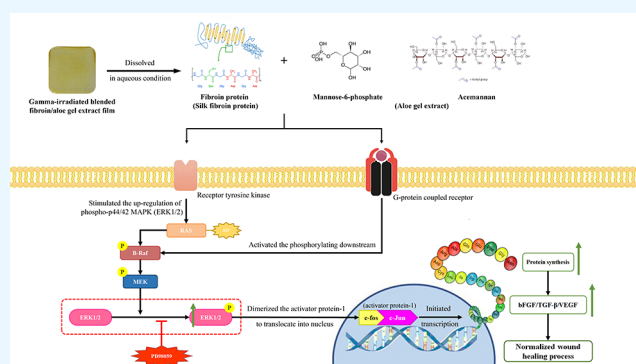 Dissolved
in aqueous condition
Gamma-irradiated blended
fibroin/aloe gel extract film
Fibroin protein
(Silk fibroin protein)
+
Mannose-6-phosphate
Acemannan
(Aloe gel extract)
Receptor tyrosine kinase
G-protein coupled receptor
Stimulated the up-regulation of
phospho-p44/42 MAPK (ERK1/2)
RAS
Activated the phosphorylating downstream
P
B-Raf
P
MEK
ERK1/2
ERK1/2
P
PD98059
Dimerized the activator protein-1
to translocate into nucleus
(activator protein-1)
c-fos
c-Jun
Initiated
transcription
Protein synthesis
bFGF/TGF-β/VEGF
Normalized wound
healing process